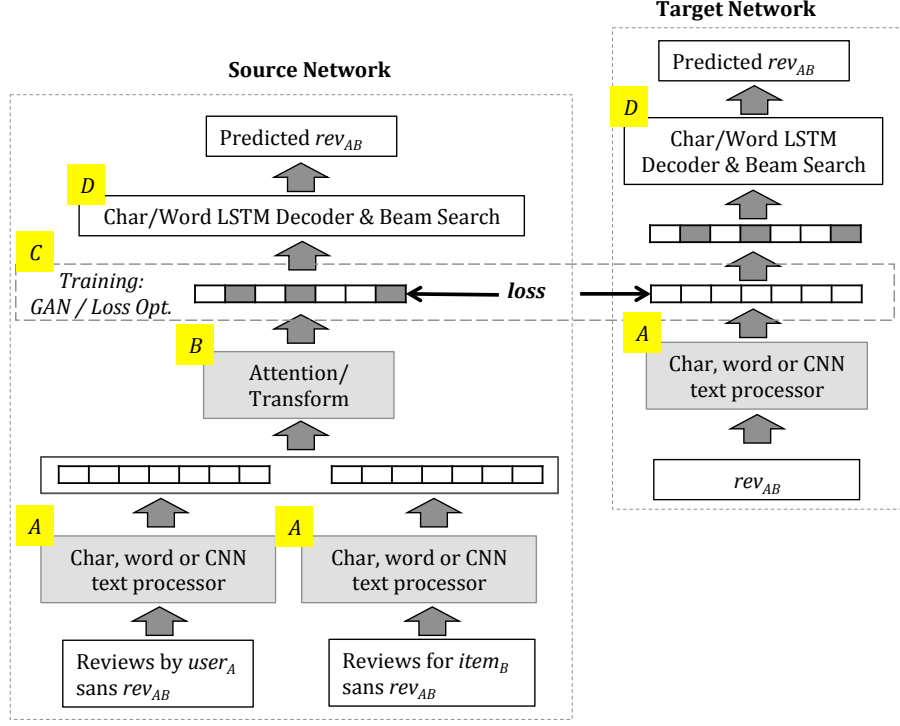 Target Network
Predicted rev_AB
D
Char/Word LSTM
Decoder & Beam Search
Source Network
Predicted rev_AB
D
Char/Word LSTM Decoder & Beam Search
C
Training:
GAN / Loss Opt.
loss
B
Attention/
Transform
A
Char, word or CNN
text processor
rev_AB
A
Char, word or CNN
text processor
A
Char, word or CNN
text processor
Reviews by user_A
sans rev_AB
Reviews for item_B
sans rev_AB